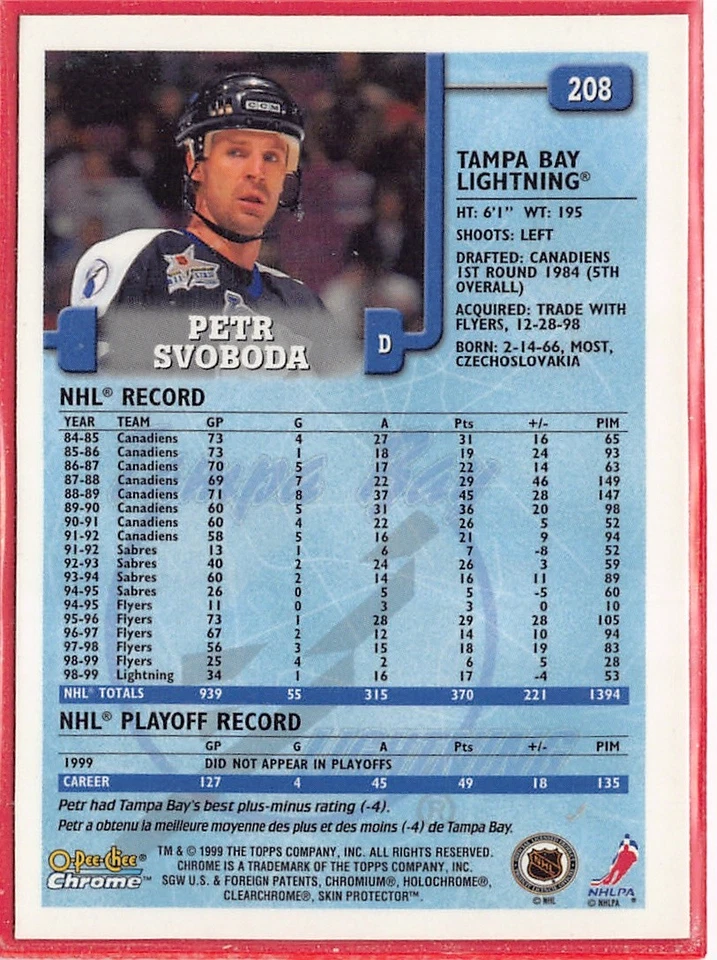 208
CCM
TAMPA BAY
LIGHTNING®
HT: 6'1" WT: 195
SHOOTS: LEFT
DRAFTED: CANADIENS
1ST ROUND 1984 (5TH
OVERALL)
ACQUIRED: TRADE WITH
FLYERS, 12-28-98
BORN: 2-14-66, MOST,
CZECHOSLOVAKIA
PETR
SVOBODA
D
NHL® RECORD
YEAR TEAM GP G A Pts +/- PIM
84-85 Canadiens 73 4 27 31 16 65
85-86 Canadiens 73 1 18 19 24 93
86-87 Canadiens 70 5 17 22 14 63
87-88 Canadiens 69 7 22 29 46 149
88-89 Canadiens 71 8 37 45 28 147
89-90 Canadiens 60 5 31 36 20 98
90-91 Canadiens 60 4 22 26 5 52
91-92 Canadiens 58 5 16 21 9 94
91-92 Sabres 13 1 6 7 -8 52
92-93 Sabres 40 2 24 26 3 59
93-94 Sabres 60 2 14 16 11 89
94-95 Sabres 26 0 5 5 -5 60
94-95 Flyers 11 0 3 3 0 10
95-96 Flyers 73 1 28 29 28 105
96-97 Flyers 67 2 12 14 10 94
97-98 Flyers 56 3 15 18 19 83
98-99 Flyers 25 4 2 6 5 28
98-99 Lightning 34 1 16 17 -4 53
NHL® TOTALS 939 55 315 370 221 1394
Tampa Bay
NHL® PLAYOFF RECORD
GP G A Pts +/- PIM
1999 DID NOT APPEAR IN PLAYOFFS
CAREER 127 4 45 49 18 135
LIGHTNING
®
Petr had Tampa Bay's best plus-minus rating (-4).
Petr a obtenu la meilleure moyenne des plus et des moins (-4) de Tampa Bay.
O-Pee-Chee®
Chrome™
TM & © 1999 THE TOPPS COMPANY, INC. ALL RIGHTS RESERVED.
CHROME IS A TRADEMARK OF THE TOPPS COMPANY, INC.
SGW U.S. & FOREIGN PATENTS, CHROMIUM®, HOLOCHROME®,
CLEARCHROME®, SKIN PROTECTOR™.
NHL
© NHL
NHLPA
© NHLPA ®